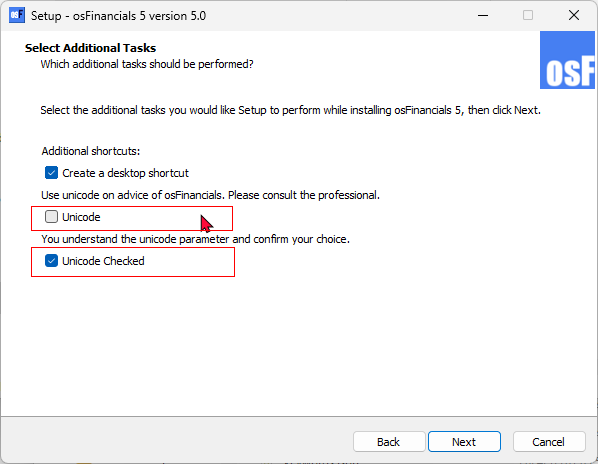 osF Setup - osFinancials 5 version 5.0
Select Additional Tasks
Which additional tasks should be performed?
osF
Select the additional tasks you would like Setup to perform while installing osFinancials 5, then click Next.
Additional shortcuts:
Create a desktop shortcut
Use unicode on advice of osFinancials. Please consult the professional.
Unicode
You understand the unicode parameter and confirm your choice.
Unicode Checked
Back Next Cancel